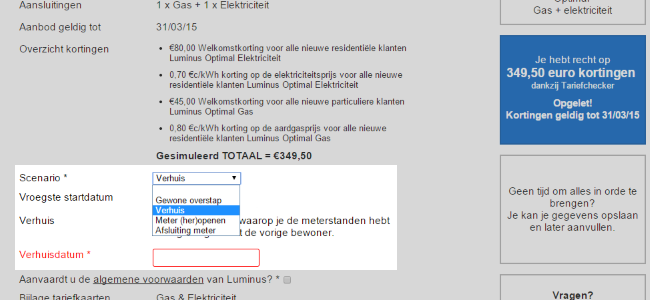 Aansluitingen 1 x Gas + 1 x Elektriciteit
Aanbod geldig tot 31/03/15
Overzicht kortingen
• €80,00 Welkomstkorting voor alle nieuwe residentiële klanten
Luminus Optimal Elektriciteit
• 0,70 €c/kWh korting op de elektriciteitsprijs voor alle nieuwe
residentiële klanten Luminus Optimal Elektriciteit
• €45,00 Welkomstkorting voor alle nieuwe particuliere klanten
Luminus Optimal Gas
• 0,80 €c/kWh korting op de aardgasprijs voor alle nieuwe
residentiële klanten Luminus Optimal Gas
Gesimuleerd TOTAAL = €349,50
Scenario * Verhuis
Vroegste startdatum
Gewone overstap
Verhuis
Meter (her)openen
Afsluiting meter
Verhuis
waarop je de meterstanden hebt
de vorige bewoner.
Verhuisdatum *
Aanvaardt u de algemene voorwaarden van Luminus? *
Bijlage tariefkaarten Gas & Elektriciteit
Gas + elektriciteit
Je hebt recht op
349,50 euro kortingen
dankzij Tariefchecker
Opgelet!
Kortingen geldig tot 31/03/15
Geen tijd om alles in orde te
brengen?
Je kan je gegevens opslaan
en later aanvullen.
Vragen?